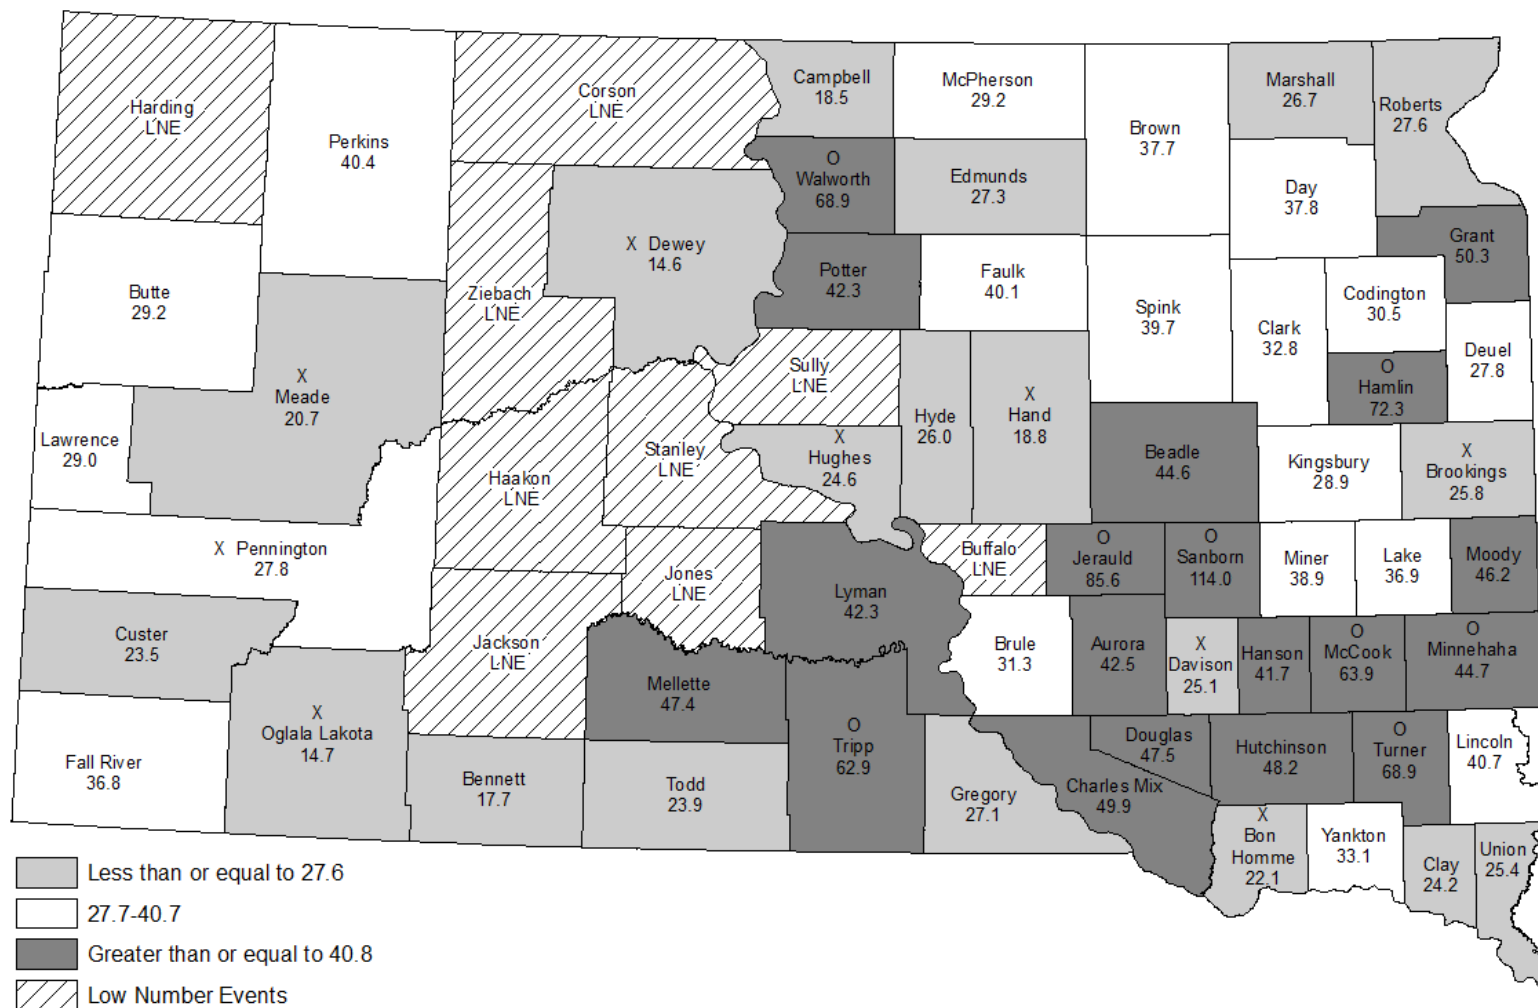 Harding
LNE
Perkins
40.4
Corson
LNE
Campbell
18.5
McPherson
29.2
Brown
37.7
Marshall
26.7
Roberts
27.6
O
Walworth
68.9
Edmunds
27.3
Day
37.8
Grant
50.3
Butte
29.2
Ziebach
LNE
X Dewey
14.6
Potter
42.3
Faulk
40.1
Spink
39.7
Clark
32.8
Codington
30.5
Deuel
27.8
X
Meade
20.7
Sully
LNE
Hyde
26.0
X
Hand
18.8
O
Hamlin
72.3
Lawrence
29.0
Haakon
LNE
Stanley
LNE
X
Hughes
24.6
Beadle
44.6
Kingsbury
28.9
X
Brookings
25.8
X Pennington
27.8
Jones
LNE
Lyman
42.3
Buffalo
LNE
O
Jerauld
85.6
O
Sanborn
114.0
Miner
38.9
Lake
36.9
Moody
46.2
Custer
23.5
Jackson
LNE
Brule
31.3
Aurora
42.5
X
Davison
25.1
Hanson
41.7
O
McCook
63.9
O
Minnehaha
44.7
Fall River
36.8
X
Oglala Lakota
14.7
Bennett
17.7
Mellette
47.4
Todd
23.9
O
Tripp
62.9
Gregory
27.1
Charles Mix
49.9
Douglas
47.5
Hutchinson
48.2
O
Turner
68.9
Lincoln
40.7
X
Bon
Homme
22.1
Yankton
33.1
Clay
24.2
Union
25.4
Less than or equal to 27.6
27.7-40.7
Greater than or equal to 40.8
Low Number Events